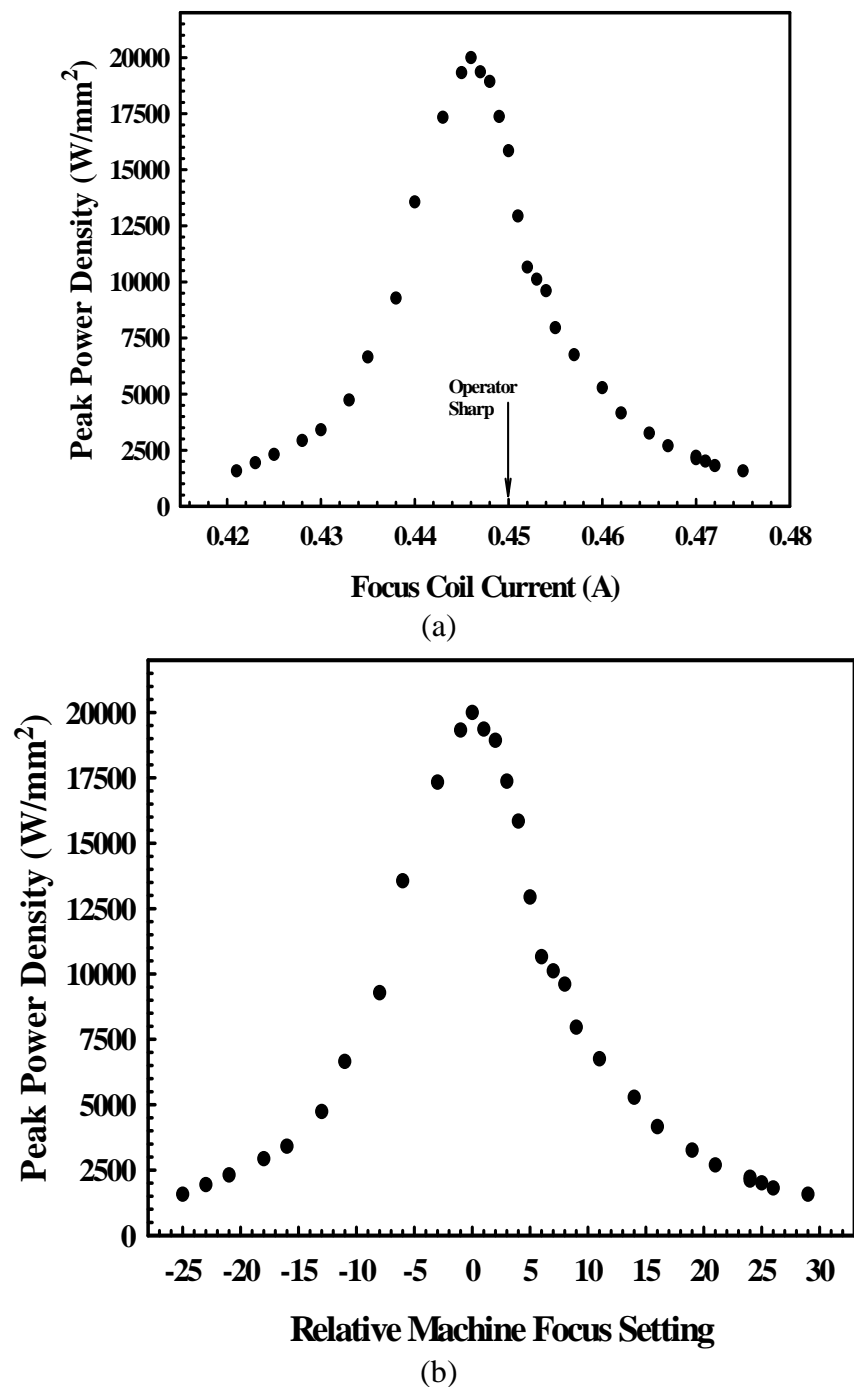 20000
17500
15000
12500
10000
7500
5000
2500
0
Peak Power Density (W/mm²)
Operator
Sharp
0.42 0.43 0.44 0.45 0.46 0.47 0.48
Focus Coil Current (A)
(a)
20000
17500
15000
12500
10000
7500
5000
2500
0
Peak Power Density (W/mm²)
-25 -20 -15 -10 -5 0 5 10 15 20 25 30
Relative Machine Focus Setting
(b)